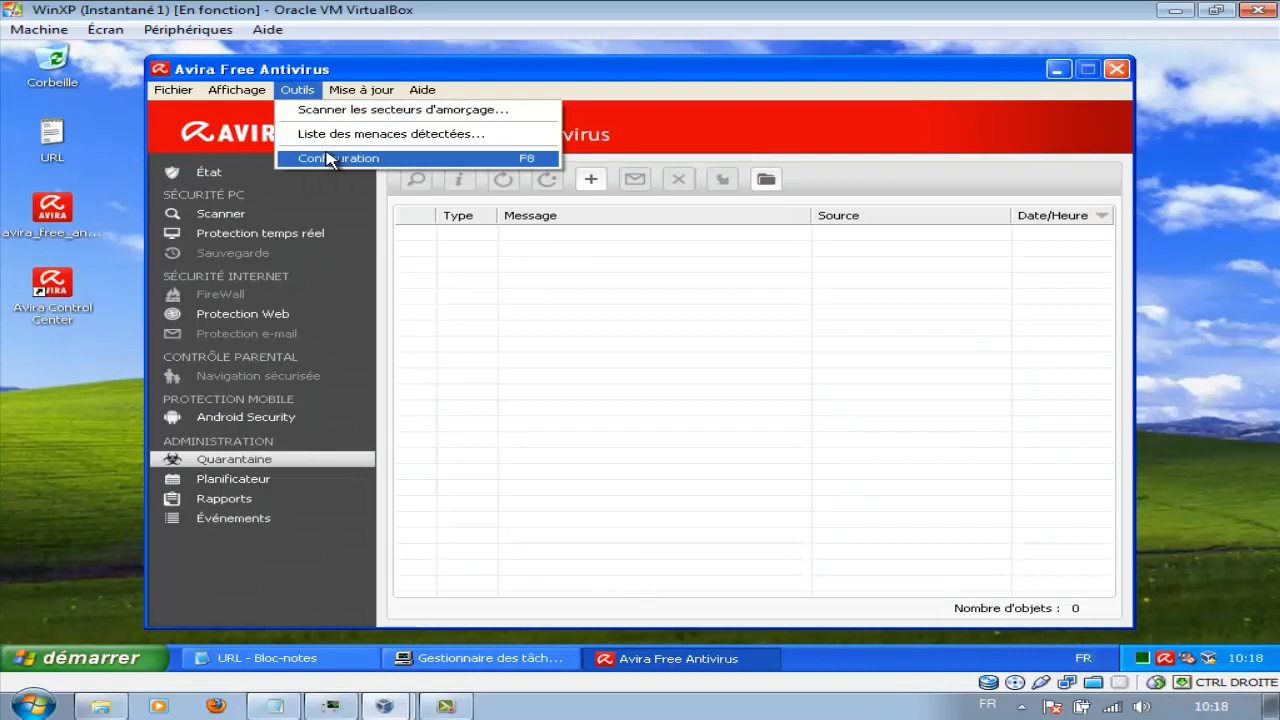 WinXP (Instantané 1) [En fonction] - Oracle VM VirtualBox
Machine Écran Périphériques Aide
Corbeille
URL
avira_free_an...
Avira Control
Center
Avira Free Antivirus
Fichier Affichage Outils Mise à jour Aide
Scanner les secteurs d'amorçage...
Liste des menaces détectées...
Configuration F8
AVIRA
État
SÉCURITÉ PC
Scanner
Protection temps réel
Sauvegarde
SÉCURITÉ INTERNET
FireWall
Protection Web
Protection e-mail
CONTRÔLE PARENTAL
Navigation sécurisée
PROTECTION MOBILE
Android Security
ADMINISTRATION
Quarantaine
Planificateur
Rapports
Événements
Type Message Source Date/Heure
Nombre d'objets : 0
démarrer URL - Bloc-notes Gestionnaire des tâch... Avira Free Antivirus FR 10:18
CTRL DROITE
FR 10:18